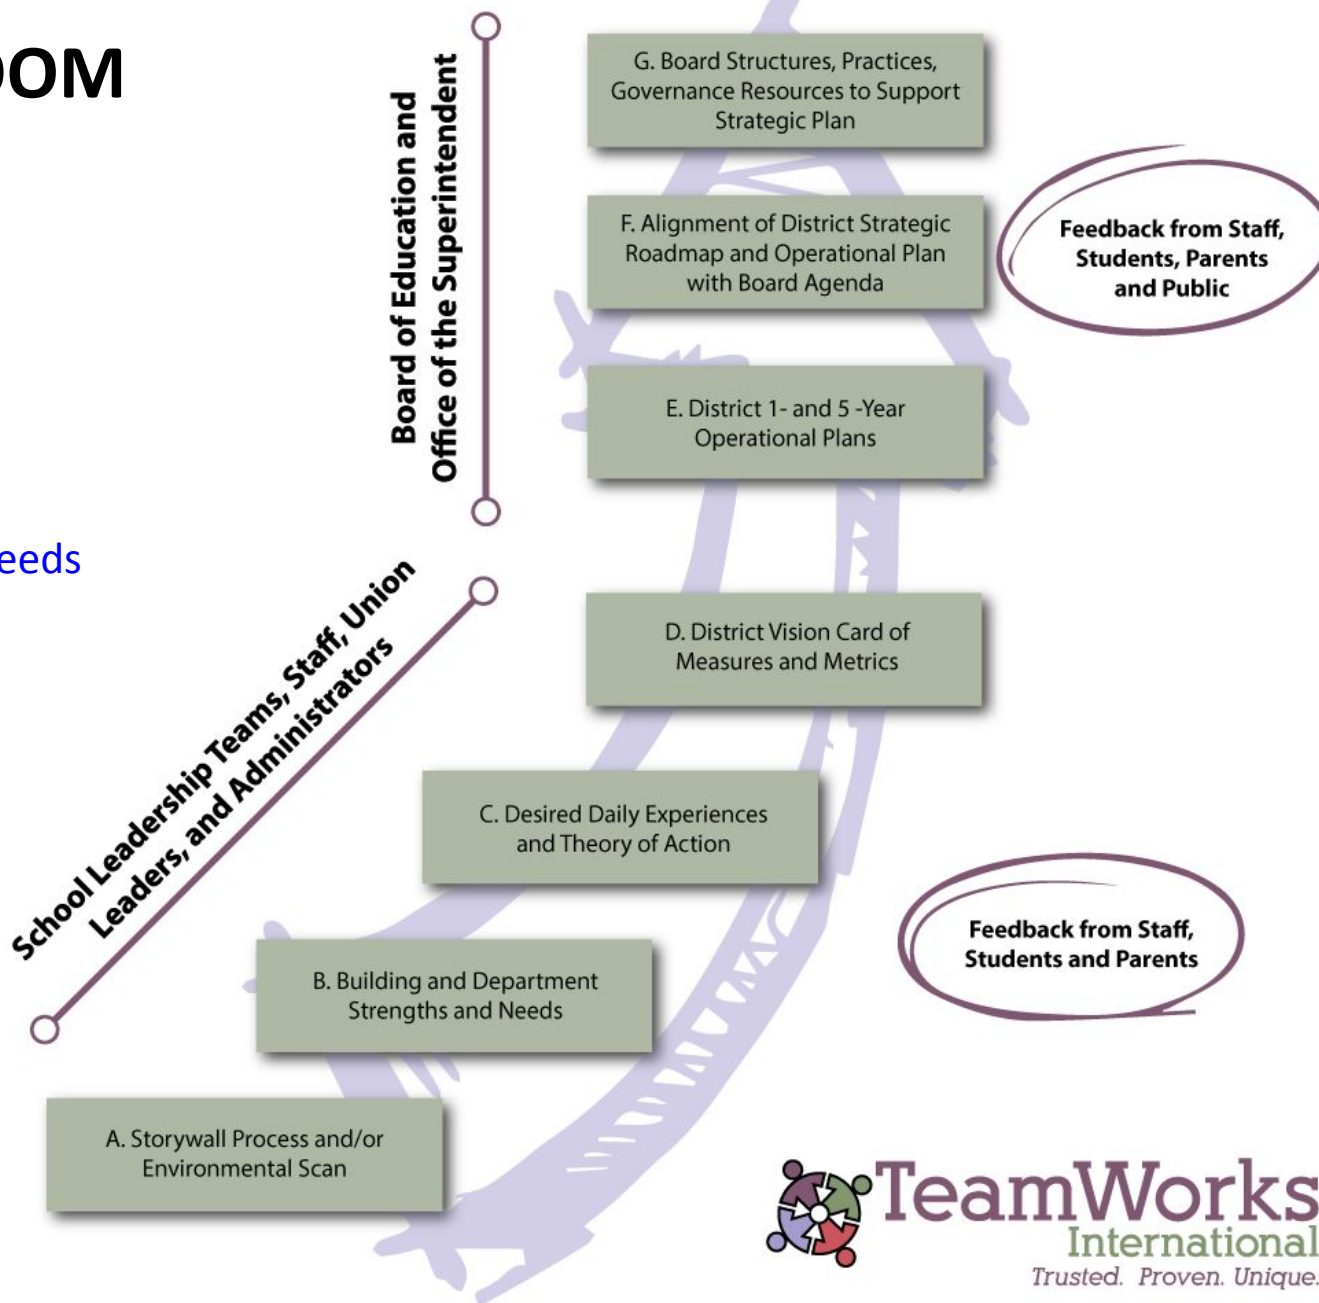 OOM
eeds
Board of Education and
Office of the Superintendent
G. Board Structures, Practices,
Governance Resources to Support
Strategic Plan
F. Alignment of District Strategic
Roadmap and Operational Plan
with Board Agenda
Feedback from Staff,
Students, Parents
and Public
E. District 1- and 5 -Year
Operational Plans
School Leadership Teams, Staff, Union
Leaders, and Administrators
D. District Vision Card of
Measures and Metrics
C. Desired Daily Experiences
and Theory of Action
Feedback from Staff,
Students and Parents
B. Building and Department
Strengths and Needs
A. Storywall Process and/or
Environmental Scan
TeamWorks
International
Trusted. Proven. Unique.